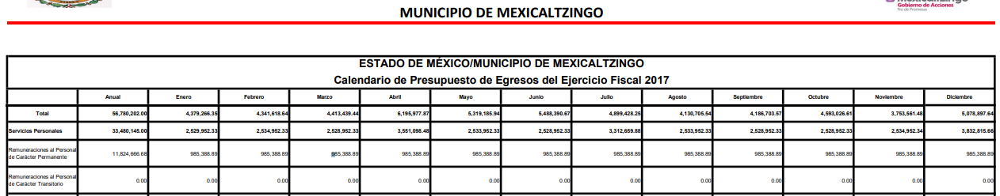 MUNICIPIO DE MEXICALTZINGO
Gobierno de Acciones
No de Promesas
ESTADO DE MÉXICO/MUNICIPIO DE MEXICALTZINGO
Calendario de Presupuesto de Egresos del Ejercicio Fiscal 2017
Anual Enero Febrero Marzo Abril Mayo Junio Julio Agosto Septiembre Octubre Noviembre Diciembre
Total 56,780,202.00 4,379,266.35 4,341,618.64 4,413,439.44 6,195,977.87 5,319,185.94 5,488,390.67 4,899,428.25 4,130,705.54 4,186,703.57 4,593,026.61 3,753,561.48 5,078,897.64
Servicios Personales 33,480,145.00 2,529,952.33 2,534,952.33 2,528,952.33 3,551,098.48 2,533,952.33 2,528,952.33 3,312,659.88 2,533,952.33 2,528,952.33 2,528,952.33 2,534,952.34 3,832,815.66
Remuneraciones al Personal
de Carácter Permanente 11,824,666.68 985,388.89 985,388.89 985,388.89 985,388.89 985,388.89 985,388.89 985,388.89 985,388.89 985,388.89 985,388.89 985,388.89 985,388.89
Remuneraciones al Personal
de Carácter Transitorio 0.00 0.00 0.00 0.00 0.00 0.00 0.00 0.00 0.00 0.00 0.00 0.00 0.00